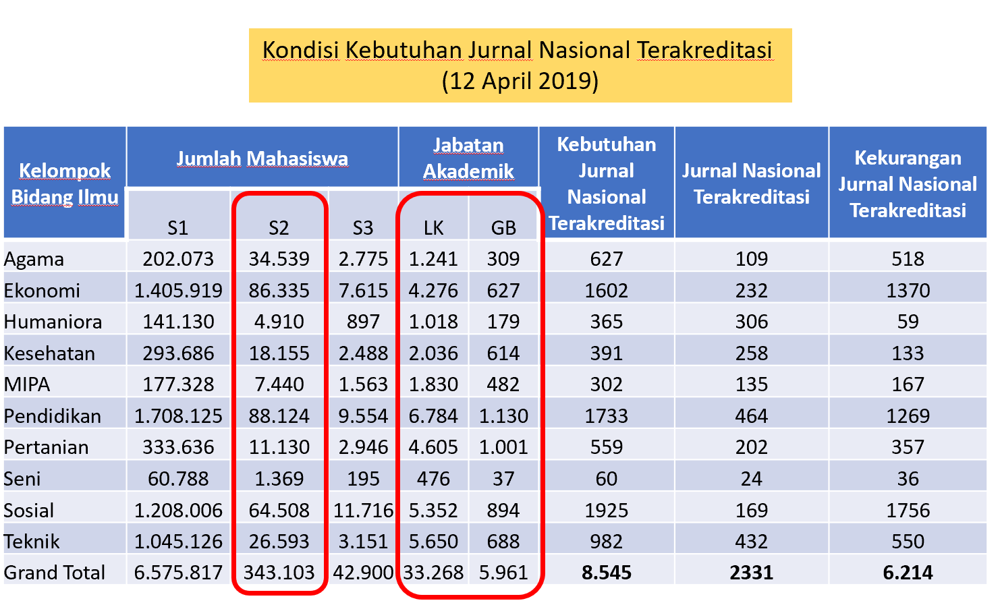 Kondisi Kebutuhan Jurnal Nasional Terakreditasi
(12 April 2019)
Kelompok Bidang Ilmu Jumlah Mahasiswa Jabatan Akademik Kebutuhan Jurnal Nasional Terakreditasi Jurnal Nasional Terakreditasi Kekurangan Jurnal Nasional Terakreditasi
S1 S2 S3 LK GB
Agama 202.073 34.539 2.775 1.241 309 627 109 518
Ekonomi 1.405.919 86.335 7.615 4.276 627 1602 232 1370
Humaniora 141.130 4.910 897 1.018 179 365 306 59
Kesehatan 293.686 18.155 2.488 2.036 614 391 258 133
MIPA 177.328 7.440 1.563 1.830 482 302 135 167
Pendidikan 1.708.125 88.124 9.554 6.784 1.130 1733 464 1269
Pertanian 333.636 11.130 2.946 4.605 1.001 559 202 357
Seni 60.788 1.369 195 476 37 60 24 36
Sosial 1.208.006 64.508 11.716 5.352 894 1925 169 1756
Teknik 1.045.126 26.593 3.151 5.650 688 982 432 550
Grand Total 6.575.817 343.103 42.900 33.268 5.961 8.545 2331 6.214